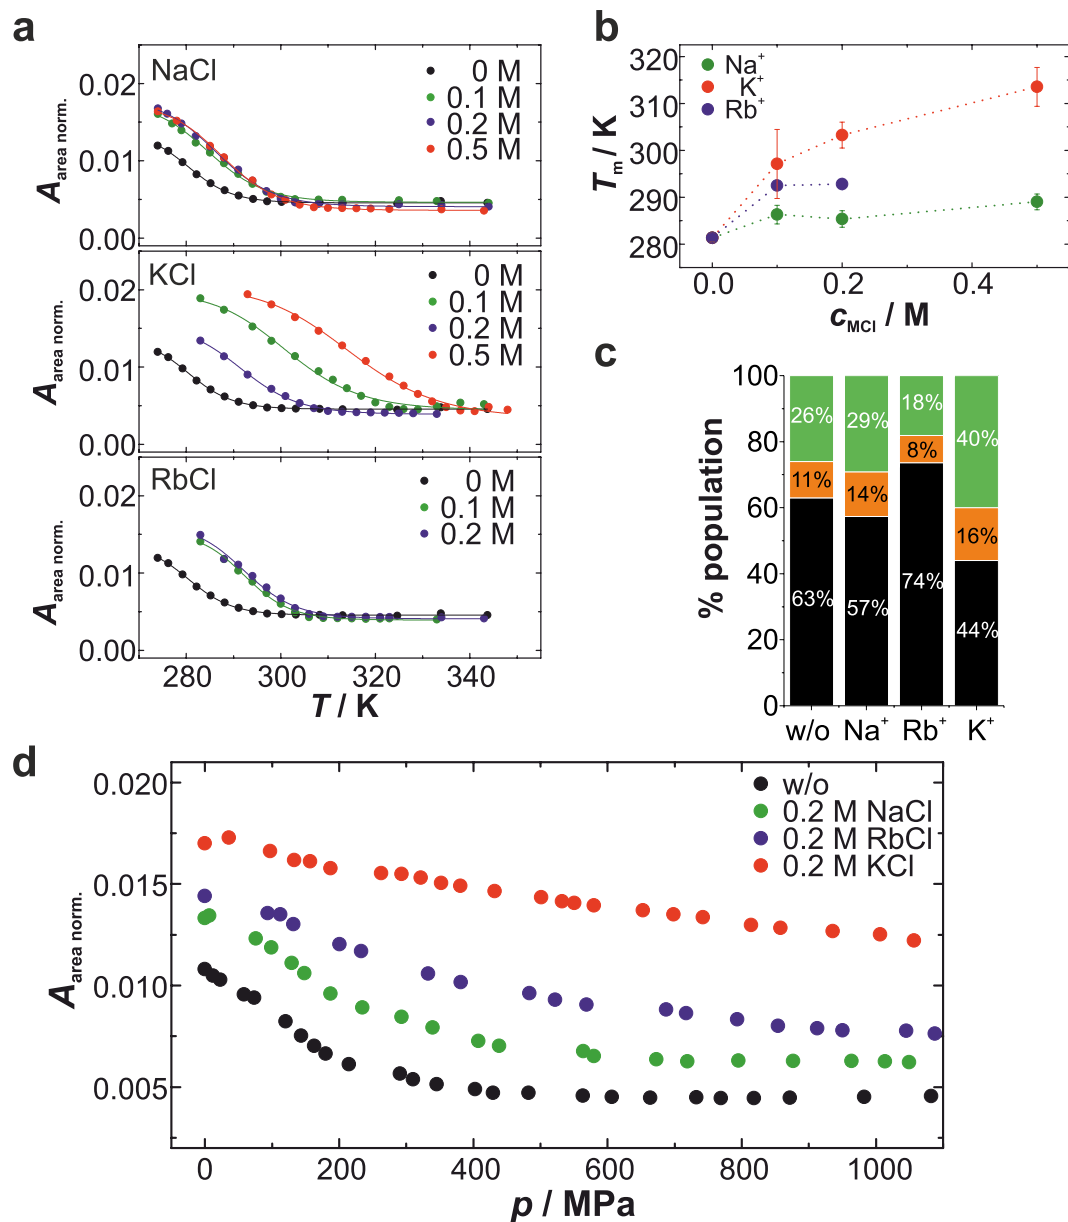 a
NaCl
0 M
0.1 M
0.2 M
0.5 M
0.02
0.01
0.00
A area norm.
KCl
0 M
0.1 M
0.2 M
0.5 M
0.02
0.01
0.00
A area norm.
RbCl
0 M
0.1 M
0.2 M
0.02
0.01
0.00
A area norm.
280 300 320 340
T / K
b
Na+
K+
Rb+
320
310
300
290
280
Tm / K
0.0 0.2 0.4
cMCl / M
c
100
80
60
40
20
0
% population
26% 29% 18% 40%
11% 14% 8% 16%
63% 57% 74% 44%
w/o Na+ Rb+ K+
d
w/o
0.2 M NaCl
0.2 M RbCl
0.2 M KCl
0.020
0.015
0.010
0.005
A area norm.
0 200 400 600 800 1000
p / MPa